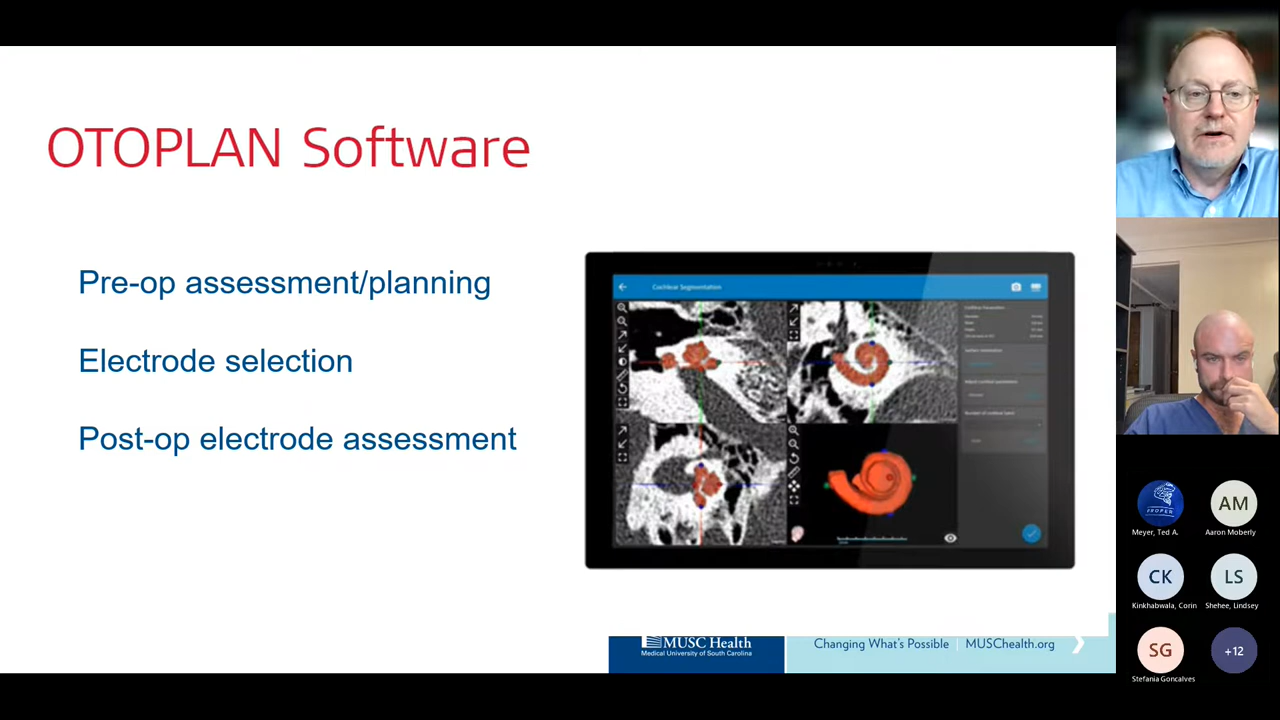 OTOPLAN Software
Pre-op assessment/planning
Electrode selection
Post-op electrode assessment
Cochlear Segmentation
MUSC Health
Medical University of South Carolina
Changing What's Possible | MUSChealth.org
PROPER
Meyer, Ted A.
AM
Aaron Moberly
CK
Kinkhabwala, Corin
LS
Shehee, Lindsey
SG
Stefania Goncalves
+12